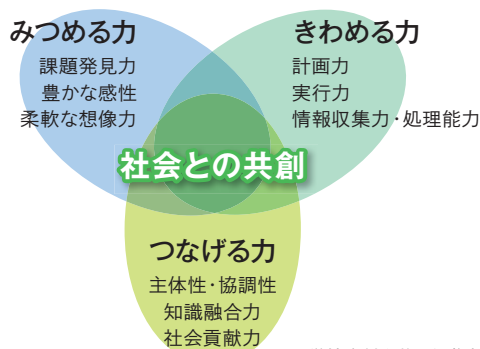 みつめる力
課題発見力
豊かな感性
柔軟な想像力
きわめる力
計画力
実行力
情報収集力・処理能力
社会との共創
つなげる力
主体性・協調性
知識融合力
社会貢献力